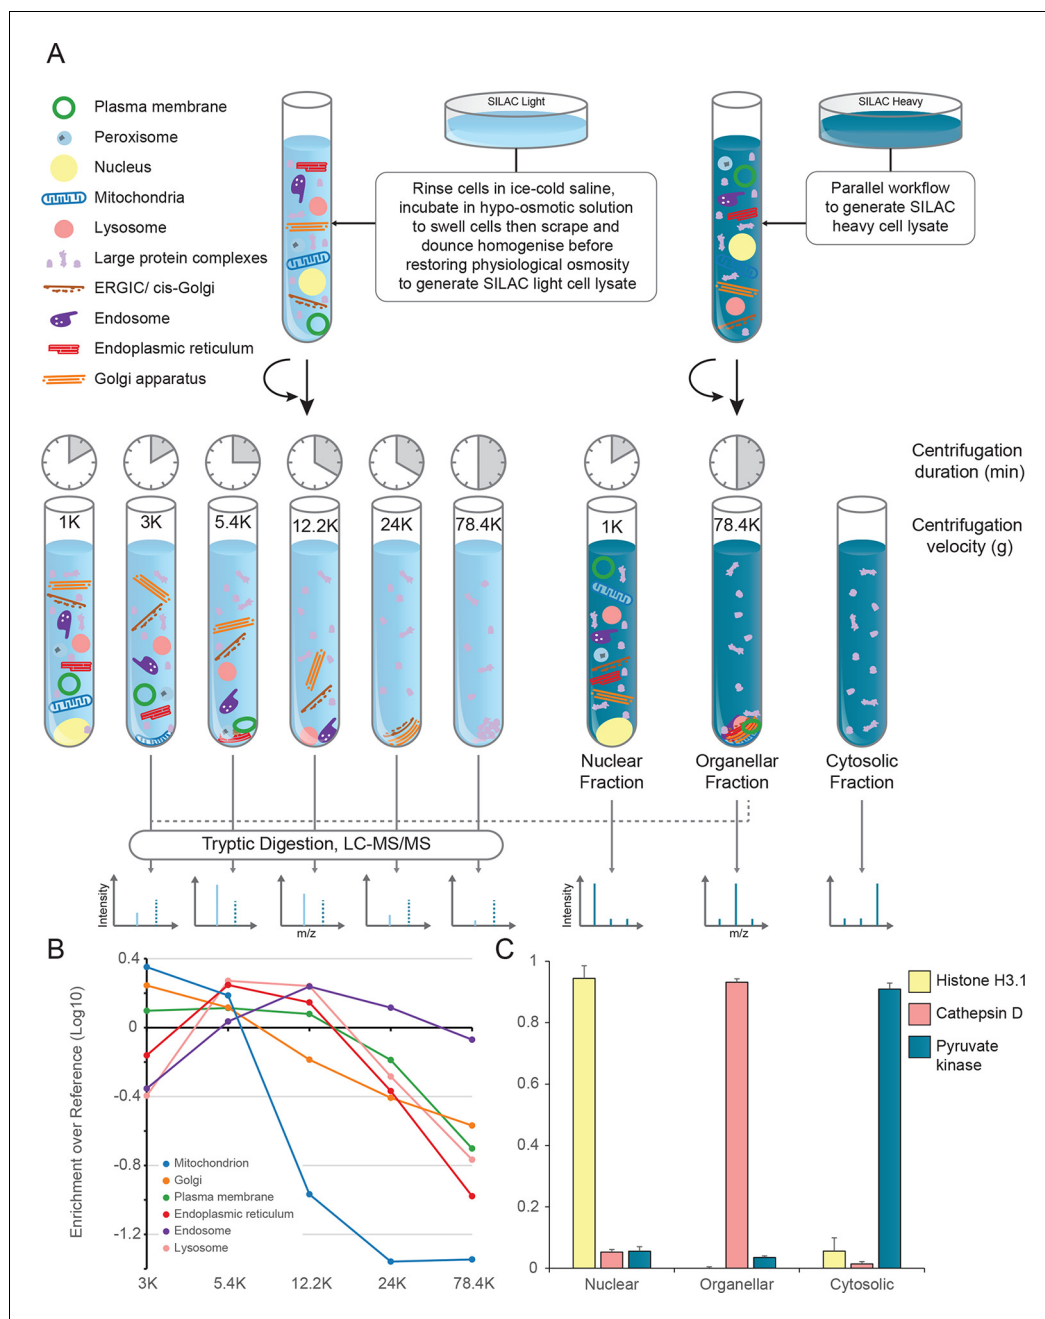 A
Plasma membrane
Peroxisome
Nucleus
Mitochondria
Lysosome
Large protein complexes
ERGIC/ cis-Golgi
Endosome
Endoplasmic reticulum
Golgi apparatus
SILAC Light
Rinse cells in ice-cold saline,
incubate in hypo-osmotic solution
to swell cells then scrape and
dounce homogenise before
restoring physiological osmosity
to generate SILAC light cell lysate
SILAC Heavy
Parallel workflow
to generate SILAC
heavy cell lysate
Centrifugation
duration (min)
1K 3K 5.4K 12.2K 24K 78.4K 1K 78.4K
Centrifugation
velocity (g)
Nuclear
Fraction
Organellar
Fraction
Cytosolic
Fraction
Tryptic Digestion, LC-MS/MS
Intensity
m/z
Intensity
m/z
B
Enrichment over Reference (Log10)
0.4
0
-0.4
-0.8
-1.2
Mitochondrion
Golgi
Plasma membrane
Endoplasmic reticulum
Endosome
Lysosome
3K 5.4K 12.2K 24K 78.4K
C
1
0.8
0.6
0.4
0.2
0
Nuclear Organellar Cytosolic
Histone H3.1
Cathepsin D
Pyruvate
kinase